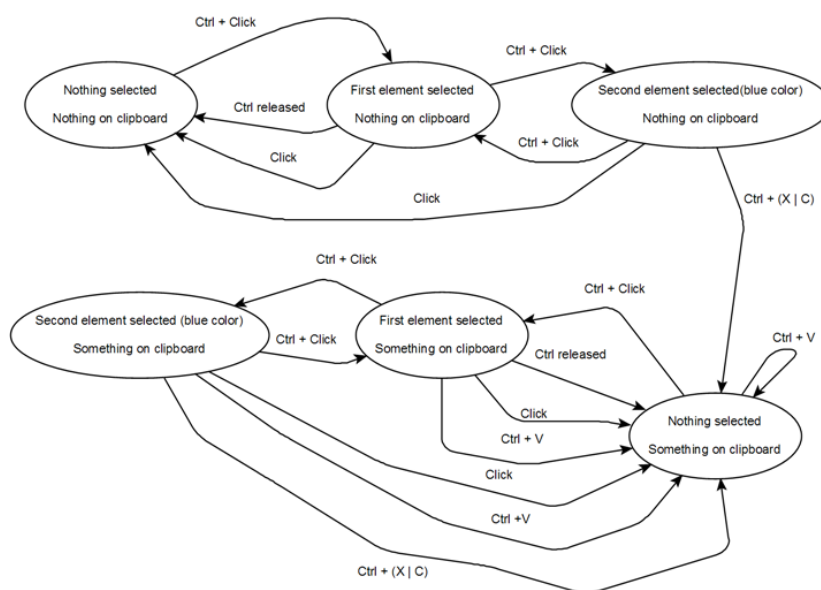 Ctrl + Click
Ctrl + Click
Nothing selected
Nothing on clipboard
First element selected
Nothing on clipboard
Second element selected(blue color)
Nothing on clipboard
Ctrl released
Ctrl + Click
Click
Click
Ctrl + (X | C)
Ctrl + Click
Ctrl + Click
Second element selected (blue color)
Something on clipboard
First element selected
Something on clipboard
Ctrl + Click
Ctrl released
Ctrl + V
Click
Nothing selected
Something on clipboard
Ctrl + V
Click
Ctrl +V
Ctrl + (X | C)